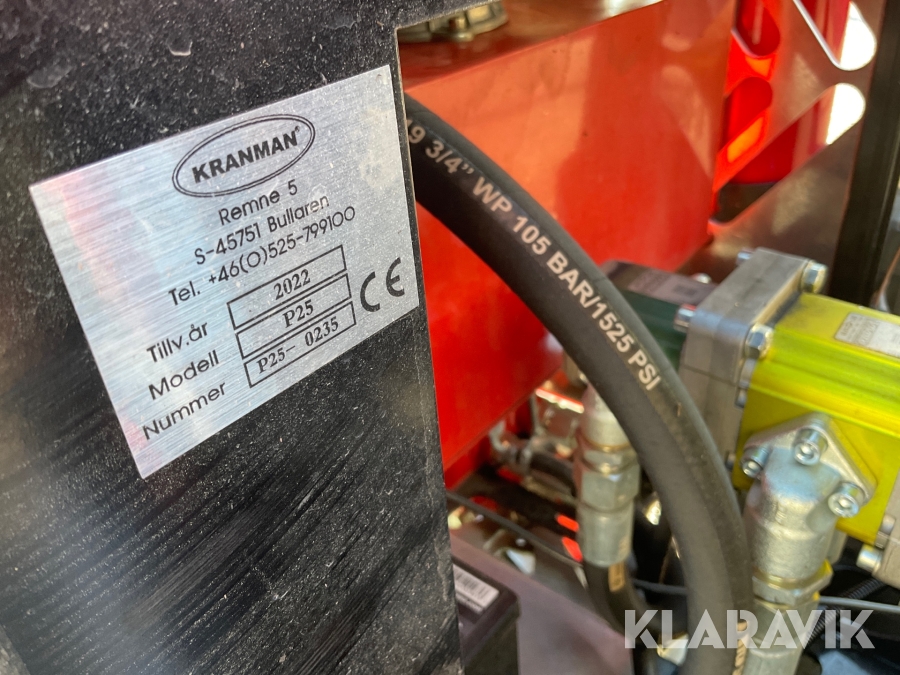 KRANMAN®
Remne 5
S-45751 Bullaren
Tel. +46(0)525-799100
Tillv.år 2022
Modell P25
Nummer P25- 0235
CE
19 3/4" WP 105 BAR/1525 PSI
KLARAVIK